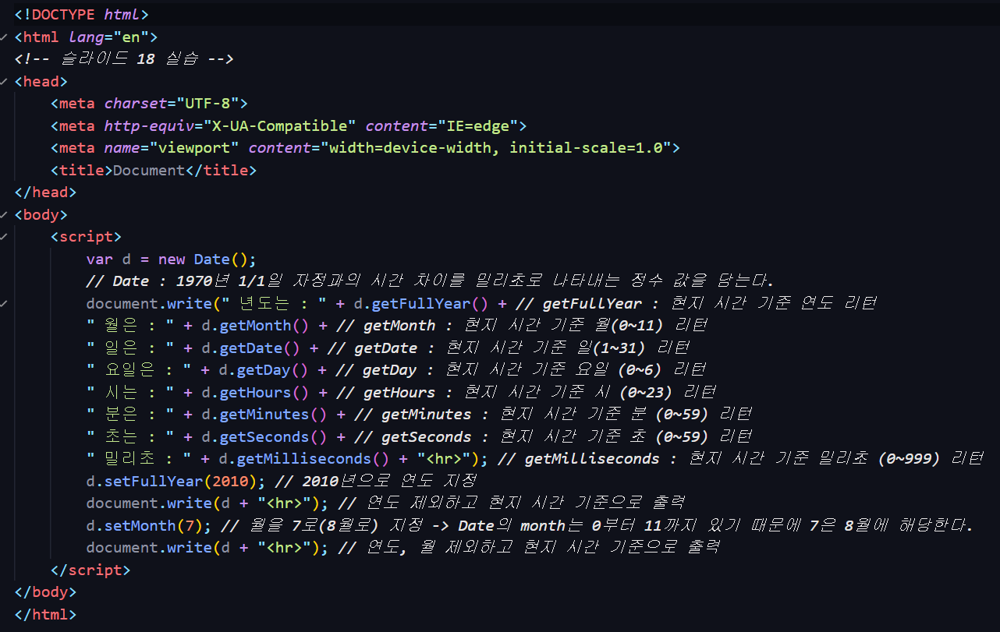 <!DOCTYPE html>
<html lang="en">
<!-- 슬라이드 18 실습 -->
<head>
    <meta charset="UTF-8">
    <meta http-equiv="X-UA-Compatible" content="IE=edge">
    <meta name="viewport" content="width=device-width, initial-scale=1.0">
    <title>Document</title>
</head>
<body>
    <script>
        var d = new Date();
        // Date : 1970년 1/1일 자정과의 시간 차이를 밀리초로 나타내는 정수 값을 담는다.
        document.write(" 년도는 : " + d.getFullYear() + // getFullYear : 현지 시간 기준 연도 리턴
        " 월은 : " + d.getMonth() + // getMonth : 현지 시간 기준 월(0~11) 리턴
        " 일은 : " + d.getDate() + // getDate : 현지 시간 기준 일(1~31) 리턴
        " 요일은 : " + d.getDay() + // getDay : 현지 시간 기준 요일 (0~6) 리턴
        " 시는 : " + d.getHours() + // getHours : 현지 시간 기준 시 (0~23) 리턴
        " 분은 : " + d.getMinutes() + // getMinutes : 현지 시간 기준 분 (0~59) 리턴
        " 초는 : " + d.getSeconds() + // getSeconds : 현지 시간 기준 초 (0~59) 리턴
        " 밀리초 : " + d.getMilliseconds() + "<hr>"); // getMilliseconds : 현지 시간 기준 밀리초 (0~999) 리턴
        d.setFullYear(2010); // 2010년으로 연도 지정
        document.write(d + "<hr>"); // 연도 제외하고 현지 시간 기준으로 출력
        d.setMonth(7); // 월을 7로(8월로) 지정 -> Date의 month는 0부터 11까지 있기 때문에 7은 8월에 해당한다.
        document.write(d + "<hr>"); // 연도, 월 제외하고 현지 시간 기준으로 출력
    </script>
</body>
</html>